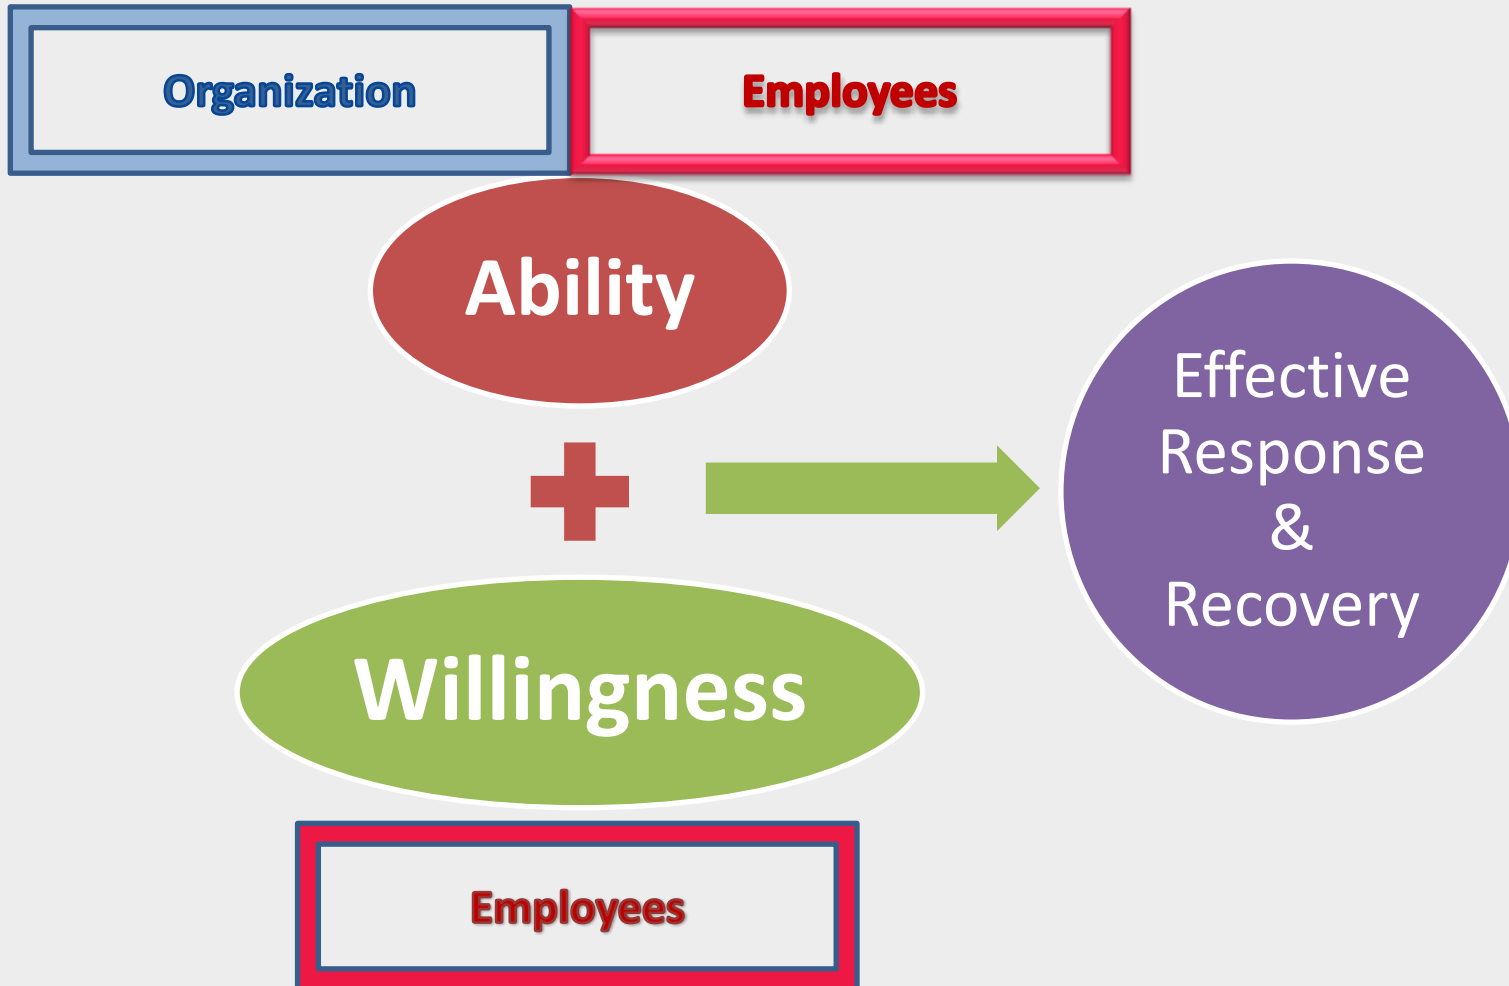 Organization
Employees
Ability
Willingness
Employees
Effective
Response
&
Recovery